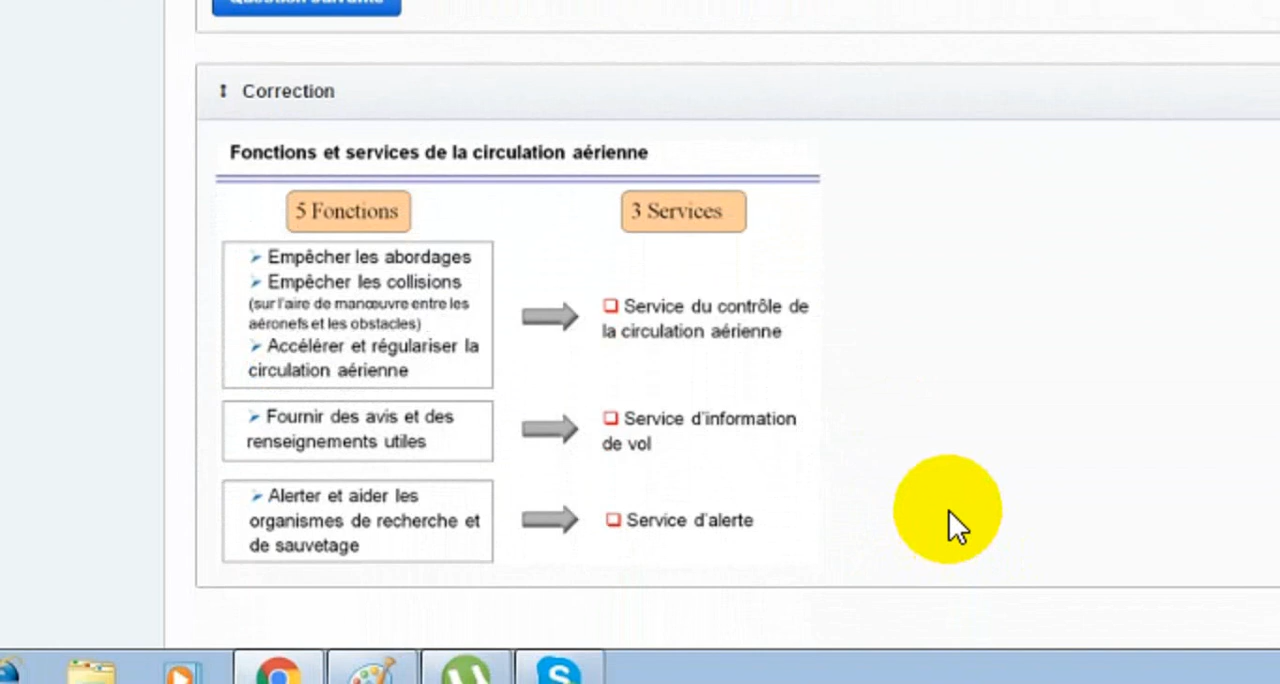 Question suivante
Correction
Fonctions et services de la circulation aérienne
5 Fonctions
3 Services
Empêcher les abordages
Empêcher les collisions
(sur l'aire de manœuvre entre les
aéronefs et les obstacles)
Accélérer et régulariser la
circulation aérienne
Service du contrôle de
la circulation aérienne
Fournir des avis et des
renseignements utiles
Service d'information
de vol
Alerter et aider les
organismes de recherche et
de sauvetage
Service d'alerte